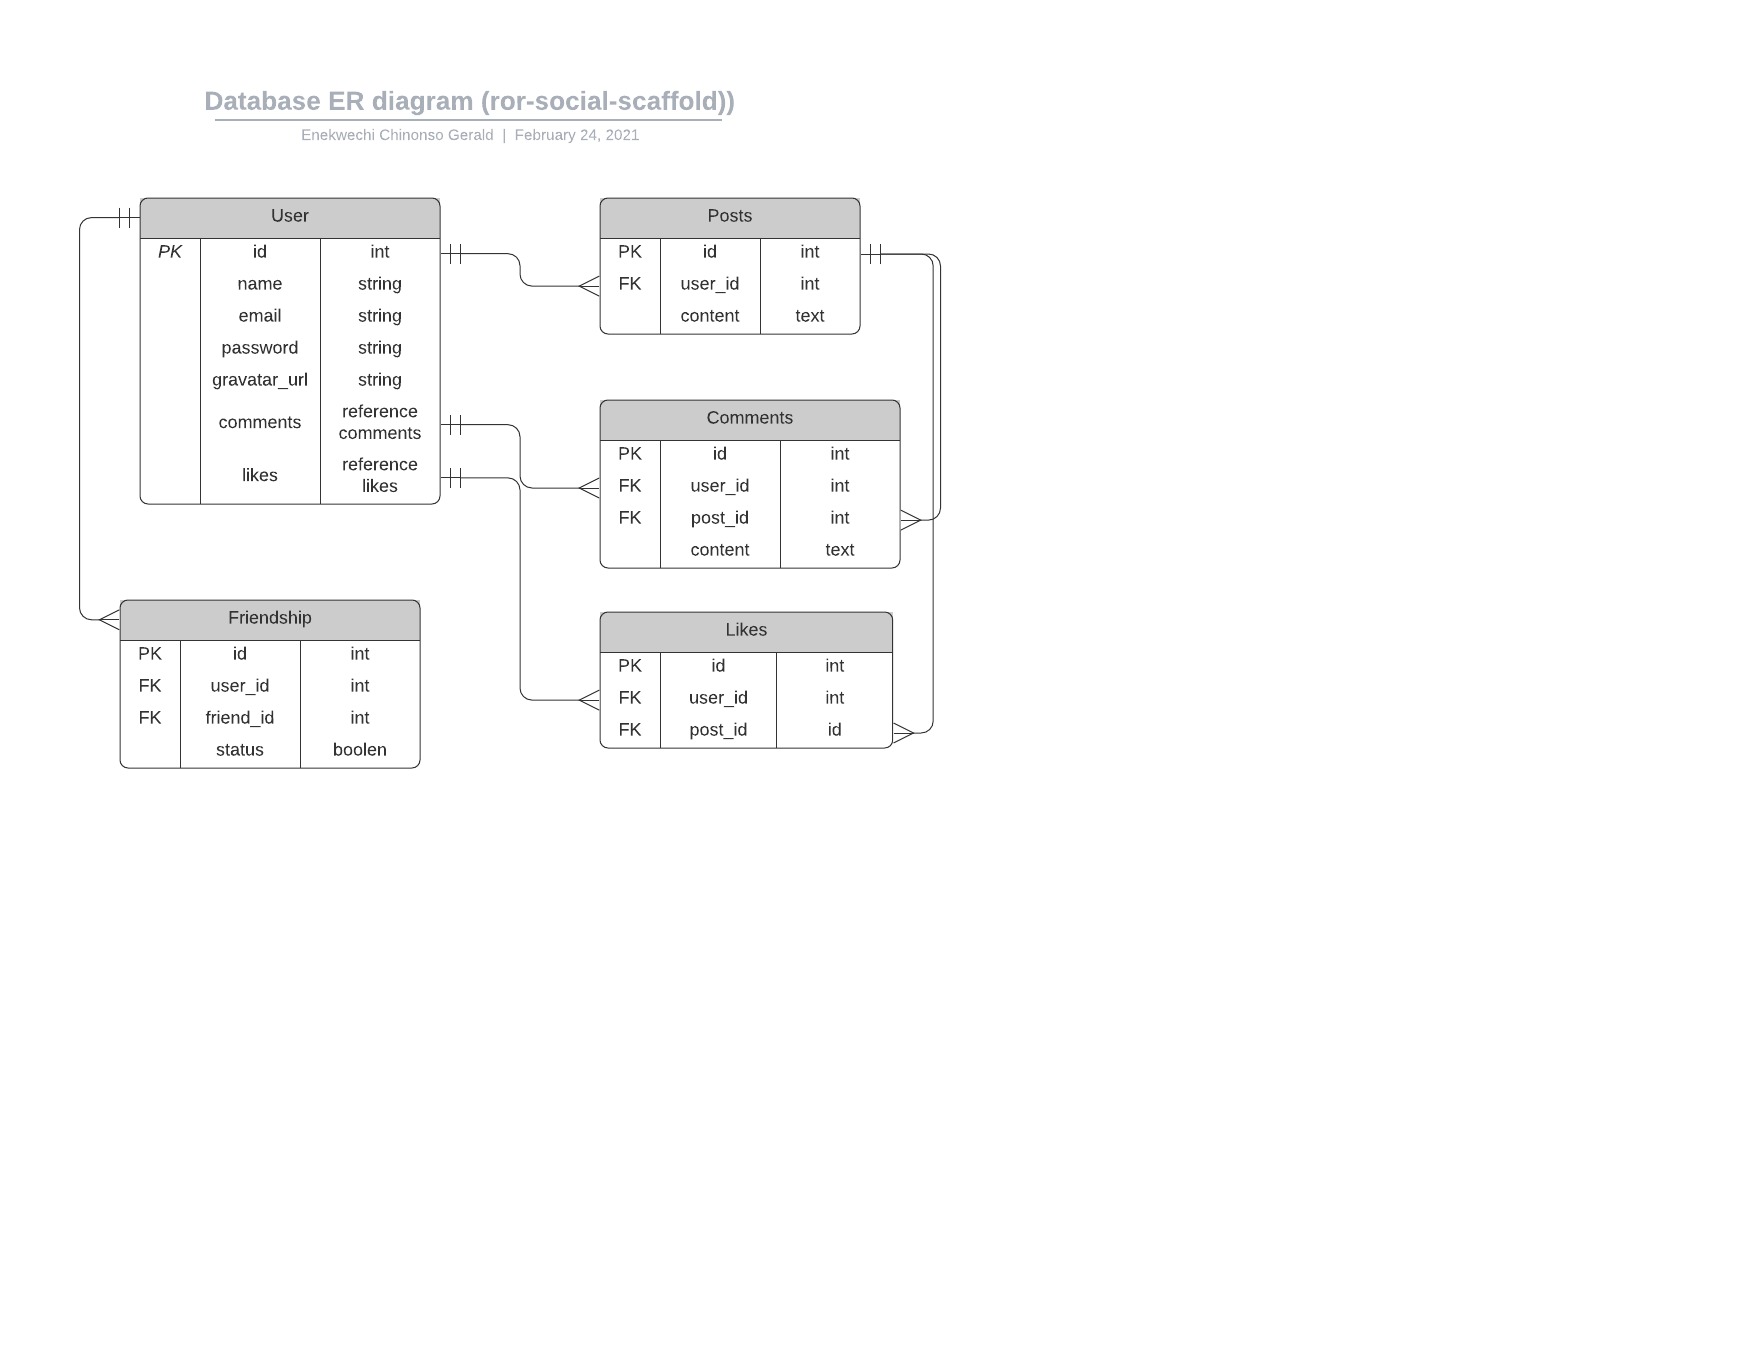 Database ER diagram (ror-social-scaffold))
Enekwechi Chinonso Gerald | February 24, 2021
User
PK id int
name string
email string
password string
gravatar_url string
comments reference comments
likes reference likes
Posts
PK id int
FK user_id int
content text
Comments
PK id int
FK user_id int
FK post_id int
content text
Friendship
PK id int
FK user_id int
FK friend_id int
status boolen
Likes
PK id int
FK user_id int
FK post_id id